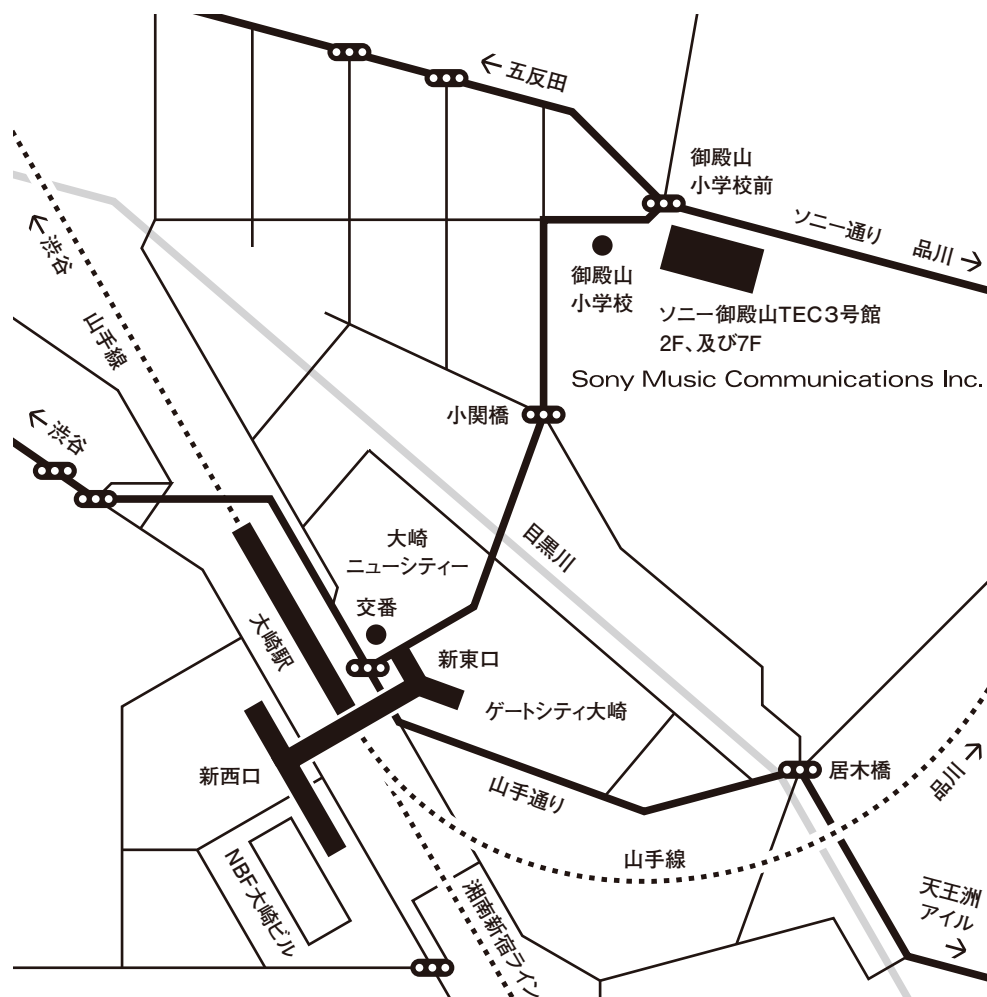 五反田
御殿山
小学校前
ソニー通り
品川
渋谷
御殿山
小学校
ソニー御殿山TEC3号館
2F、及び7F
Sony Music Communications Inc.
山手線
渋谷
小関橋
大崎
ニューシティー
目黒川
交番
大崎駅
新東口
ゲートシティ大崎
新西口
山手通り
居木橋
品川
山手線
NBF大崎ビル
湘南新宿ライン
天王洲
アイル